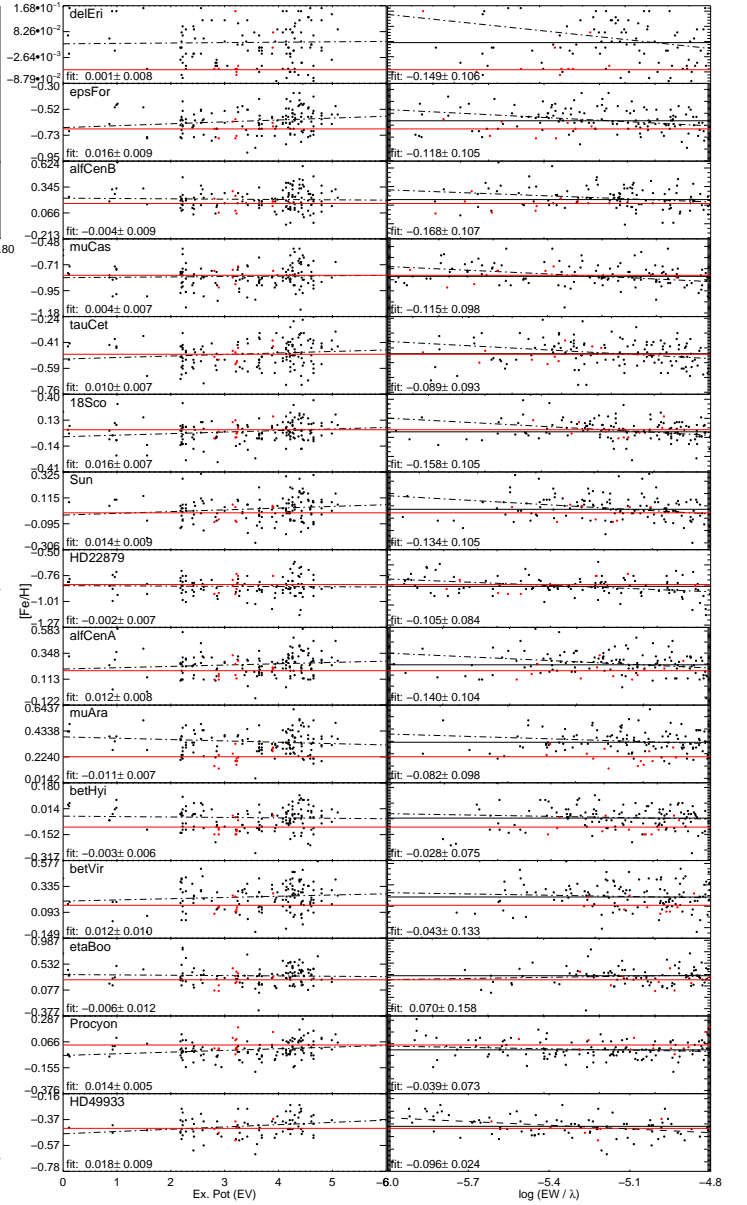 1.68•10⁻¹
8.26•10⁻²
−2.64•10⁻³
−8.79•10⁻²
delEri
fit: 0.001± 0.008
fit: −0.149± 0.106
−0.30
−0.52
−0.73
−0.95
epsFor
fit: 0.016± 0.009
fit: −0.118± 0.105
0.624
0.345
0.066
−0.213
alfCenB
fit: −0.004± 0.009
fit: −0.168± 0.107
.80
−0.48
−0.71
−0.95
−1.18
muCas
fit: 0.004± 0.007
fit: −0.115± 0.098
−0.24
−0.41
−0.59
−0.76
tauCet
fit: 0.010± 0.007
fit: −0.089± 0.093
0.40
0.13
−0.14
−0.41
18Sco
fit: 0.016± 0.007
fit: −0.158± 0.105
0.325
0.115
−0.095
−0.306
Sun
fit: 0.014± 0.009
fit: −0.134± 0.105
[Fe/H]
−0.50
−0.76
−1.01
−1.27
HD22879
fit: −0.002± 0.007
fit: −0.105± 0.084
0.583
0.348
0.113
−0.122
alfCenA
fit: 0.012± 0.008
fit: −0.140± 0.104
0.6437
0.4338
0.2240
0.0142
muAra
fit: −0.011± 0.007
fit: −0.082± 0.098
0.180
0.014
−0.152
−0.317
betHyi
fit: −0.003± 0.006
fit: −0.028± 0.075
0.577
0.335
0.093
−0.149
betVir
fit: 0.012± 0.010
fit: −0.043± 0.133
0.987
0.532
0.077
−0.377
etaBoo
fit: −0.006± 0.012
fit: 0.070± 0.158
0.287
0.066
−0.155
−0.376
Procyon
fit: 0.014± 0.005
fit: −0.039± 0.073
−0.16
−0.37
−0.57
−0.78
HD49933
fit: 0.018± 0.009
fit: −0.096± 0.024
0 1 2 3 4 5 6
−6.0 −5.7 −5.4 −5.1 −4.8
Ex. Pot (EV)
log (EW / λ)